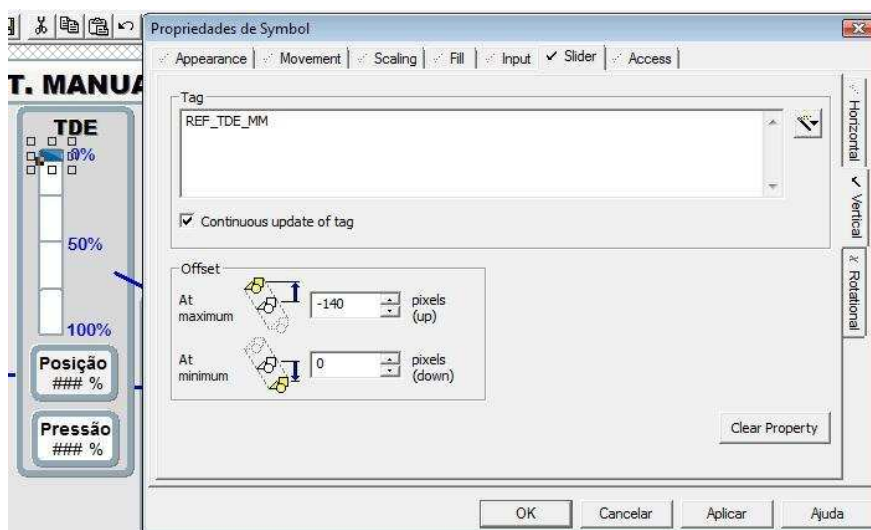 Propriedades de Symbol
Appearance
Movement
Scaling
Fill
Input
Slider
Access
T. MANUA
TDE
0%
50%
100%
Posição
### %
Pressão
### %
Tag
REF_TDE_MM
Continuous update of tag
Offset
At
maximum
-140
pixels
(up)
At
minimum
0
pixels
(down)
Horizontal
Vertical
Rotational
Clear Property
OK
Cancelar
Aplicar
Ajuda